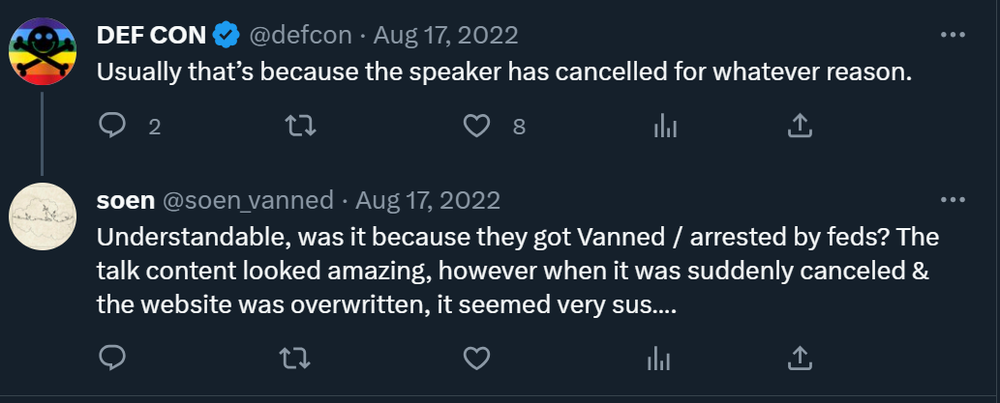 DEF CON @defcon · Aug 17, 2022
Usually that’s because the speaker has cancelled for whatever reason.
2 8
soen @soen_vanned · Aug 17, 2022
Understandable, was it because they got Vanned / arrested by feds? The
talk content looked amazing, however when it was suddenly canceled &
the website was overwritten, it seemed very sus....